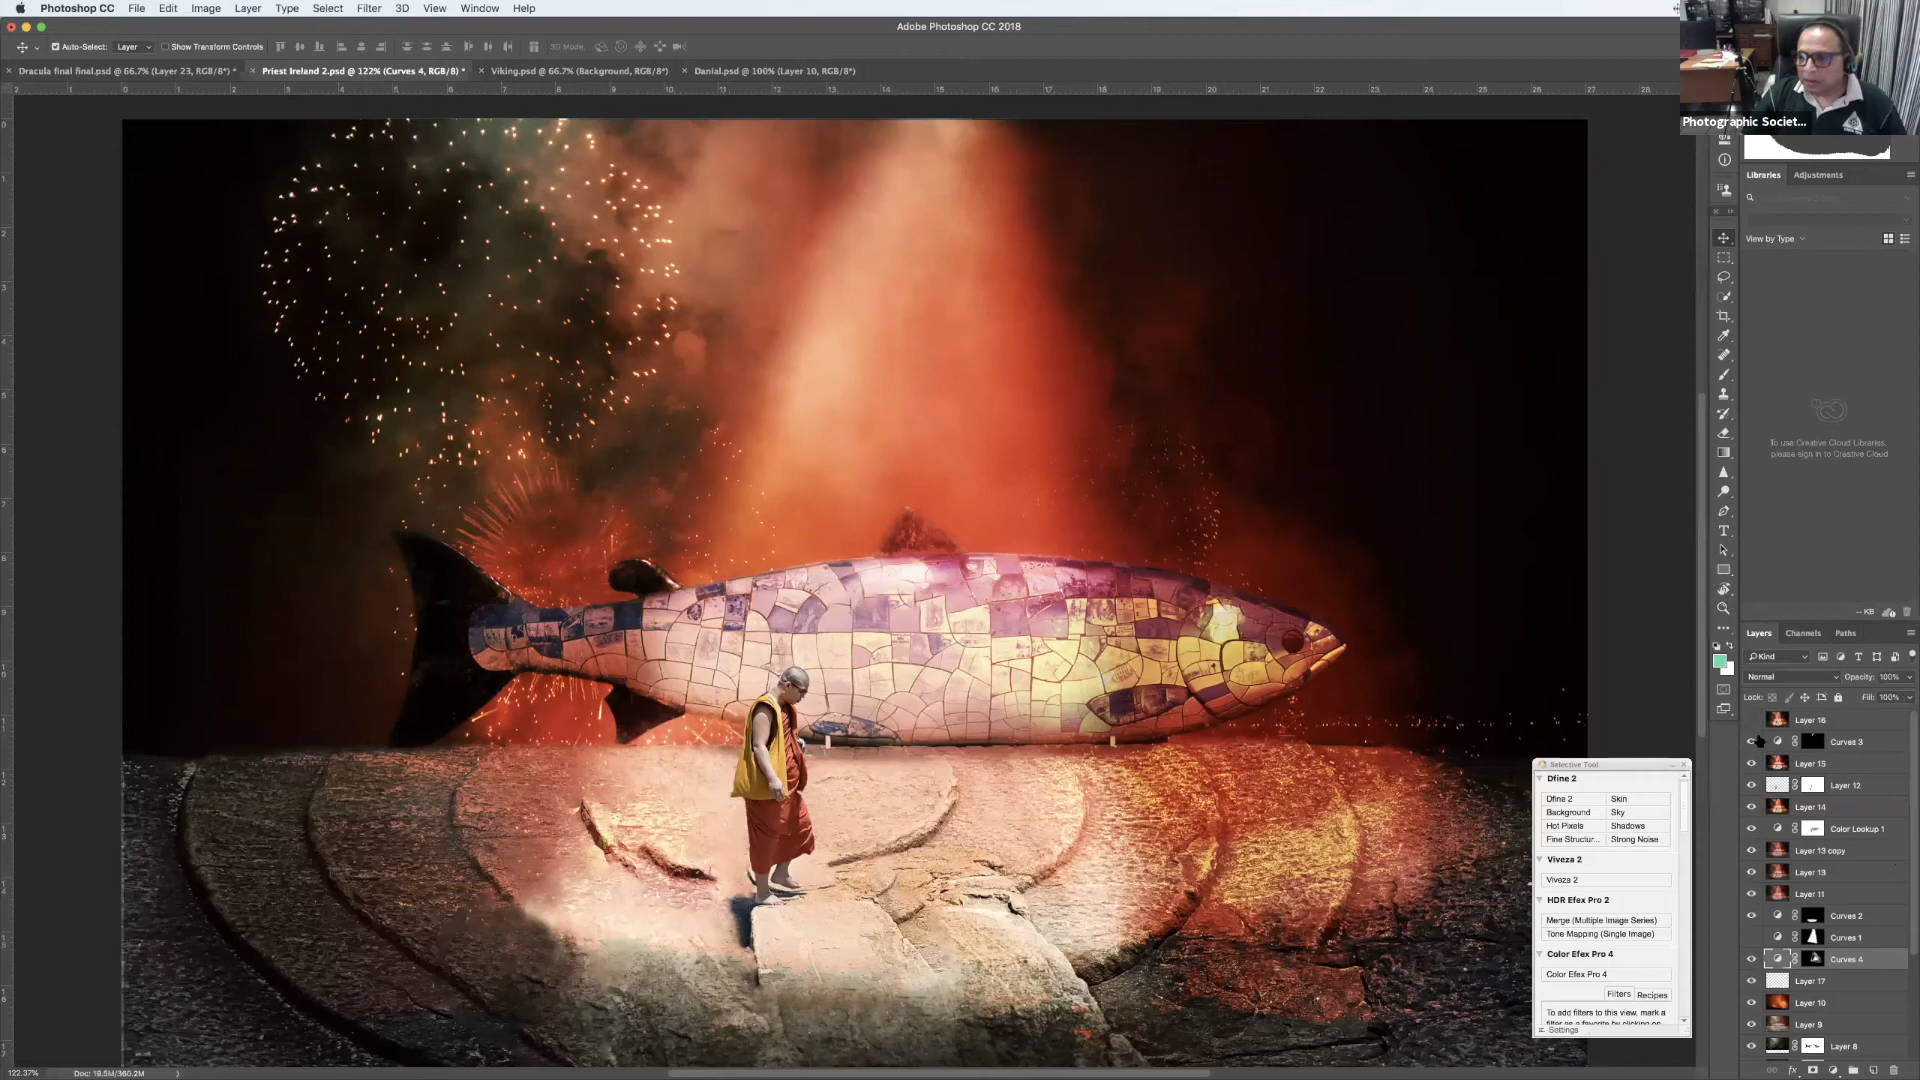 Photoshop CC File Edit Image Layer Type Select Filter 3D View Window Help
Adobe Photoshop CC 2018
Auto-Select: Layer Show Transform Controls 3D Mode:
Dracula final final.psd @ 66.7% (Layer 23, RGB/8*) *
Priest Ireland 2.psd @ 122% (Curves 4, RGB/8) *
Viking.psd @ 66.7% (Background, RGB/8*)
Danial.psd @ 100% (Layer 10, RGB/8*)
Photographic Societ...
Libraries Adjustments
View by Type
To use Creative Cloud Libraries,
please sign in to Creative Cloud
-- KB
Layers Channels Paths
Kind
Normal Opacity: 100%
Lock: Fill: 100%
Layer 16
Curves 3
Layer 15
Layer 12
Layer 14
Color Lookup 1
Layer 13 copy
Layer 13
Layer 11
Curves 2
Curves 1
Curves 4
Layer 17
Layer 10
Layer 9
Layer 8
Selective Tool
Dfine 2
Dfine 2 Skin
Background Sky
Hot Pixels Shadows
Fine Structur... Strong Noise
Viveza 2
Viveza 2
HDR Efex Pro 2
Merge (Multiple Image Series)
Tone Mapping (Single Image)
Color Efex Pro 4
Color Efex Pro 4
Filters Recipes
To add filters to this view, mark a
filter as a favorite by clicking on
Settings
122.37% Doc: 19.5M/360.2M